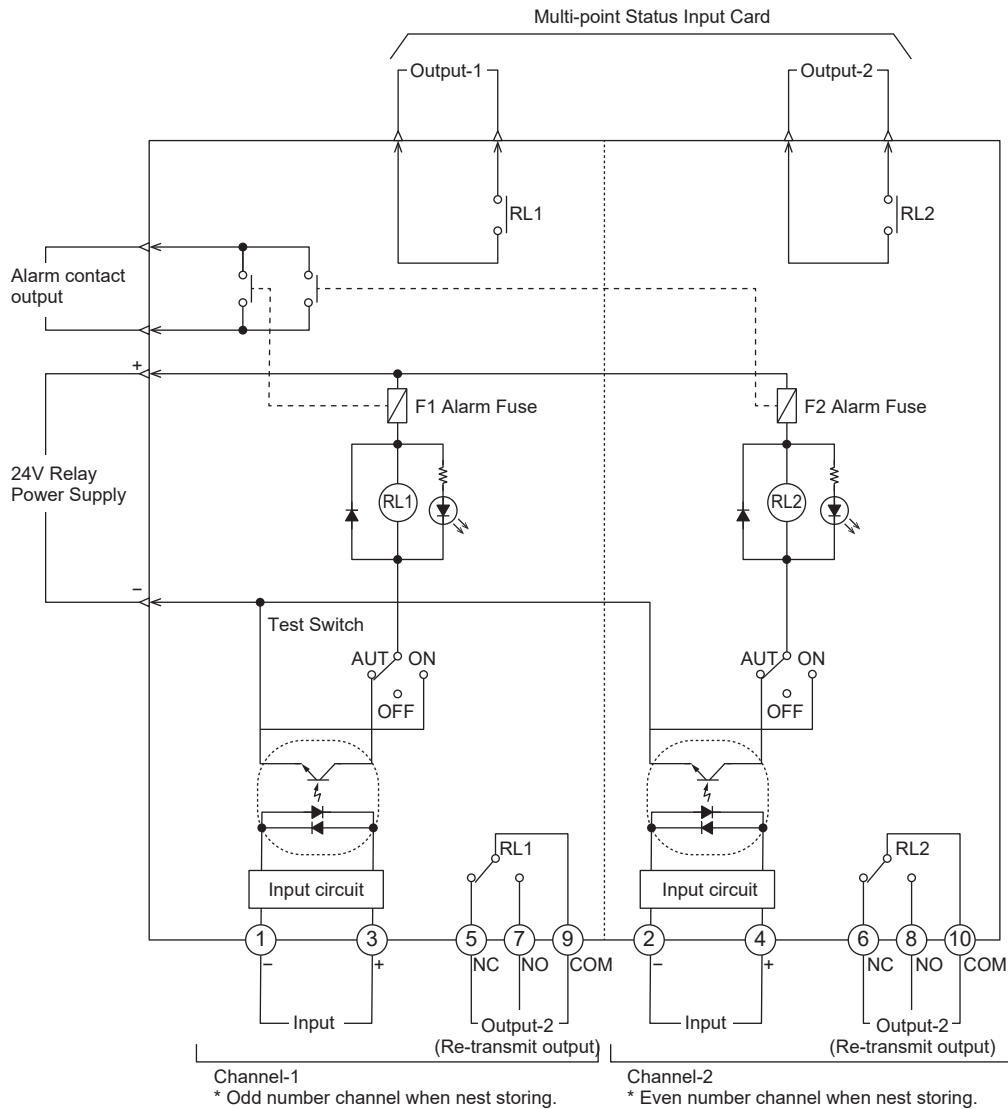 Multi-point Status Input Card
Output-1
Output-2
RL1
RL2
Alarm contact
output
+
F1 Alarm Fuse
F2 Alarm Fuse
24V Relay
Power Supply
RL1
RL2
−
Test Switch
AUT
ON
OFF
AUT
ON
OFF
RL1
RL2
Input circuit
Input circuit
1
3
5
7
9
2
4
6
8
10
−
+
NC
NO
COM
−
+
NC
NO
COM
Input
Output-2
(Re-transmit output)
Input
Output-2
(Re-transmit output)
Channel-1
* Odd number channel when nest storing.
Channel-2
* Even number channel when nest storing.